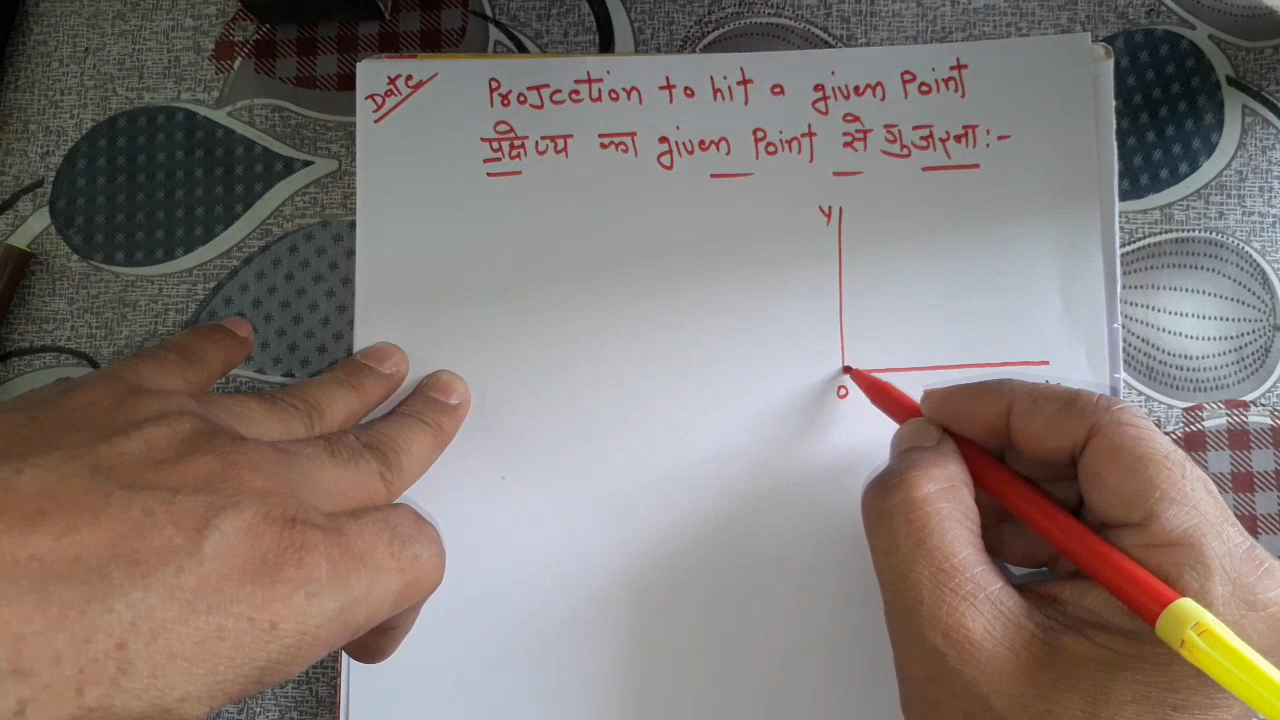 Date
Projection to hit a given Point
प्रक्षेप्य का given Point से गुजरना:-
y
o